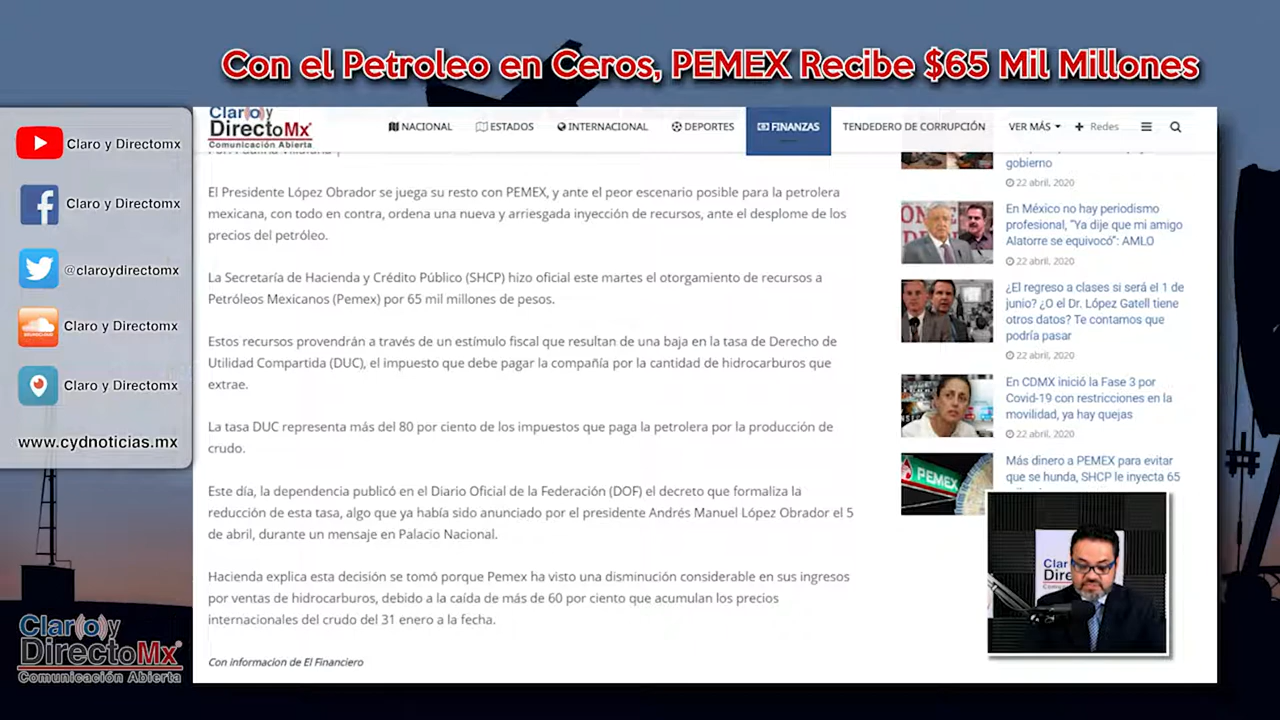 Con el Petroleo en Ceros, PEMEX Recibe $65 Mil Millones
Claro y Directomx
Claro y Directomx
@claroydirectomx
Claro y Directomx
Claro y Directomx
www.cydnoticias.mx
Claro y
DirectoMx
Comunicación Abierta
Claro y
DirectoMx
Comunicación Abierta
NACIONAL
ESTADOS
INTERNACIONAL
DEPORTES
FINANZAS
TENDEDERO DE CORRUPCIÓN
VER MÁS
Redes
El Presidente López Obrador se juega su resto con PEMEX, y ante el peor escenario posible para la petrolera
mexicana, con todo en contra, ordena una nueva y arriesgada inyección de recursos, ante el desplome de los
precios del petróleo.
La Secretaría de Hacienda y Crédito Público (SHCP) hizo oficial este martes el otorgamiento de recursos a
Petróleos Mexicanos (Pemex) por 65 mil millones de pesos.
Estos recursos provendrán a través de un estímulo fiscal que resultan de una baja en la tasa de Derecho de
Utilidad Compartida (DUC), el impuesto que debe pagar la compañía por la cantidad de hidrocarburos que
extrae.
La tasa DUC representa más del 80 por ciento de los impuestos que paga la petrolera por la producción de
crudo.
Este día, la dependencia publicó en el Diario Oficial de la Federación (DOF) el decreto que formaliza la
reducción de esta tasa, algo que ya había sido anunciado por el presidente Andrés Manuel López Obrador el 5
de abril, durante un mensaje en Palacio Nacional.
Hacienda explica esta decisión se tomó porque Pemex ha visto una disminución considerable en sus ingresos
por ventas de hidrocarburos, debido a la caída de más de 60 por ciento que acumulan los precios
internacionales del crudo del 31 enero a la fecha.
Con informacion de El Financiero
gobierno
22 abril, 2020
En México no hay periodismo
profesional, "Ya dije que mi amigo
Alatorre se equivocó": AMLO
22 abril, 2020
¿El regreso a clases si será el 1 de
junio? ¿O el Dr. López Gatell tiene
otros datos? Te contamos que
podría pasar
22 abril, 2020
En CDMX inició la Fase 3 por
Covid-19 con restricciones en la
movilidad, ya hay quejas
22 abril, 2020
PEMEX
Más dinero a PEMEX para evitar
que se hunda, SHCP le inyecta 65